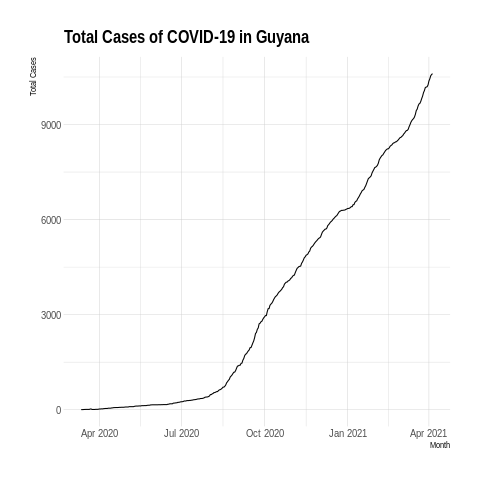 Total Cases of COVID-19 in Guyana
Total Cases
9000
6000
3000
0
Apr 2020 Jul 2020 Oct 2020 Jan 2021 Apr 2021
Month